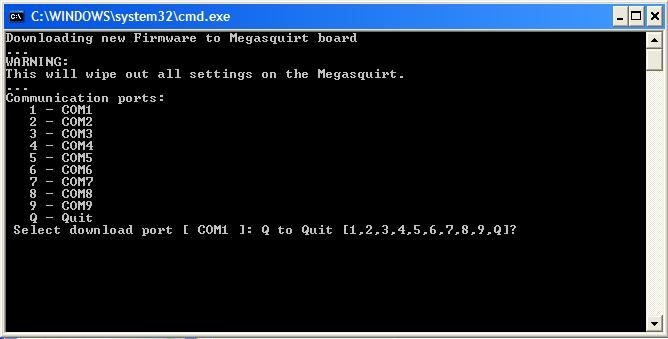 C:\WINDOWS\system32\cmd.exe
Downloading new Firmware to Megasquirt board
...
WARNING:
This will wipe out all settings on the Megasquirt.
...
Communication ports:
1 - COM1
2 - COM2
3 - COM3
4 - COM4
5 - COM5
6 - COM6
7 - COM7
8 - COM8
9 - COM9
Q - Quit
Select download port [ COM1 ]: Q to Quit [1,2,3,4,5,6,7,8,9,Q]?